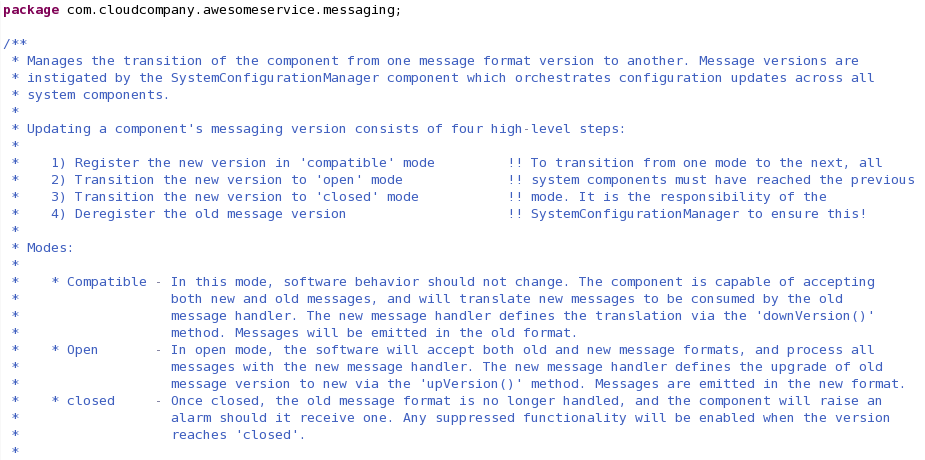 package com.cloudcompany.awesomeservice.messaging;
/**
 * Manages the transition of the component from one message format version to another. Message versions are
 * instigated by the SystemConfigurationManager component which orchestrates configuration updates across all
 * system components.
 *
 * Updating a component's messaging version consists of four high-level steps:
 *
 *    1) Register the new version in 'compatible' mode         !! To transition from one mode to the next, all
 *    2) Transition the new version to 'open' mode             !! system components must have reached the previous
 *    3) Transition the new version to 'closed' mode           !! mode. It is the responsibility of the
 *    4) Deregister the old message version                    !! SystemConfigurationManager to ensure this!
 *
 * Modes:
 *
 *    * Compatible - In this mode, software behavior should not change. The component is capable of accepting
 *                   both new and old messages, and will translate new messages to be consumed by the old
 *                   message handler. The new message handler defines the translation via the 'downVersion()'
 *                   method. Messages will be emitted in the old format.
 *    * Open       - In open mode, the software will accept both old and new message formats, and process all
 *                   messages with the new message handler. The new message handler defines the upgrade of old
 *                   message version to new via the 'upVersion()' method. Messages are emitted in the new format.
 *    * closed     - Once closed, the old message format is no longer handled, and the component will raise an
 *                   alarm should it receive one. Any suppressed functionality will be enabled when the version
 *                   reaches 'closed'.
 *